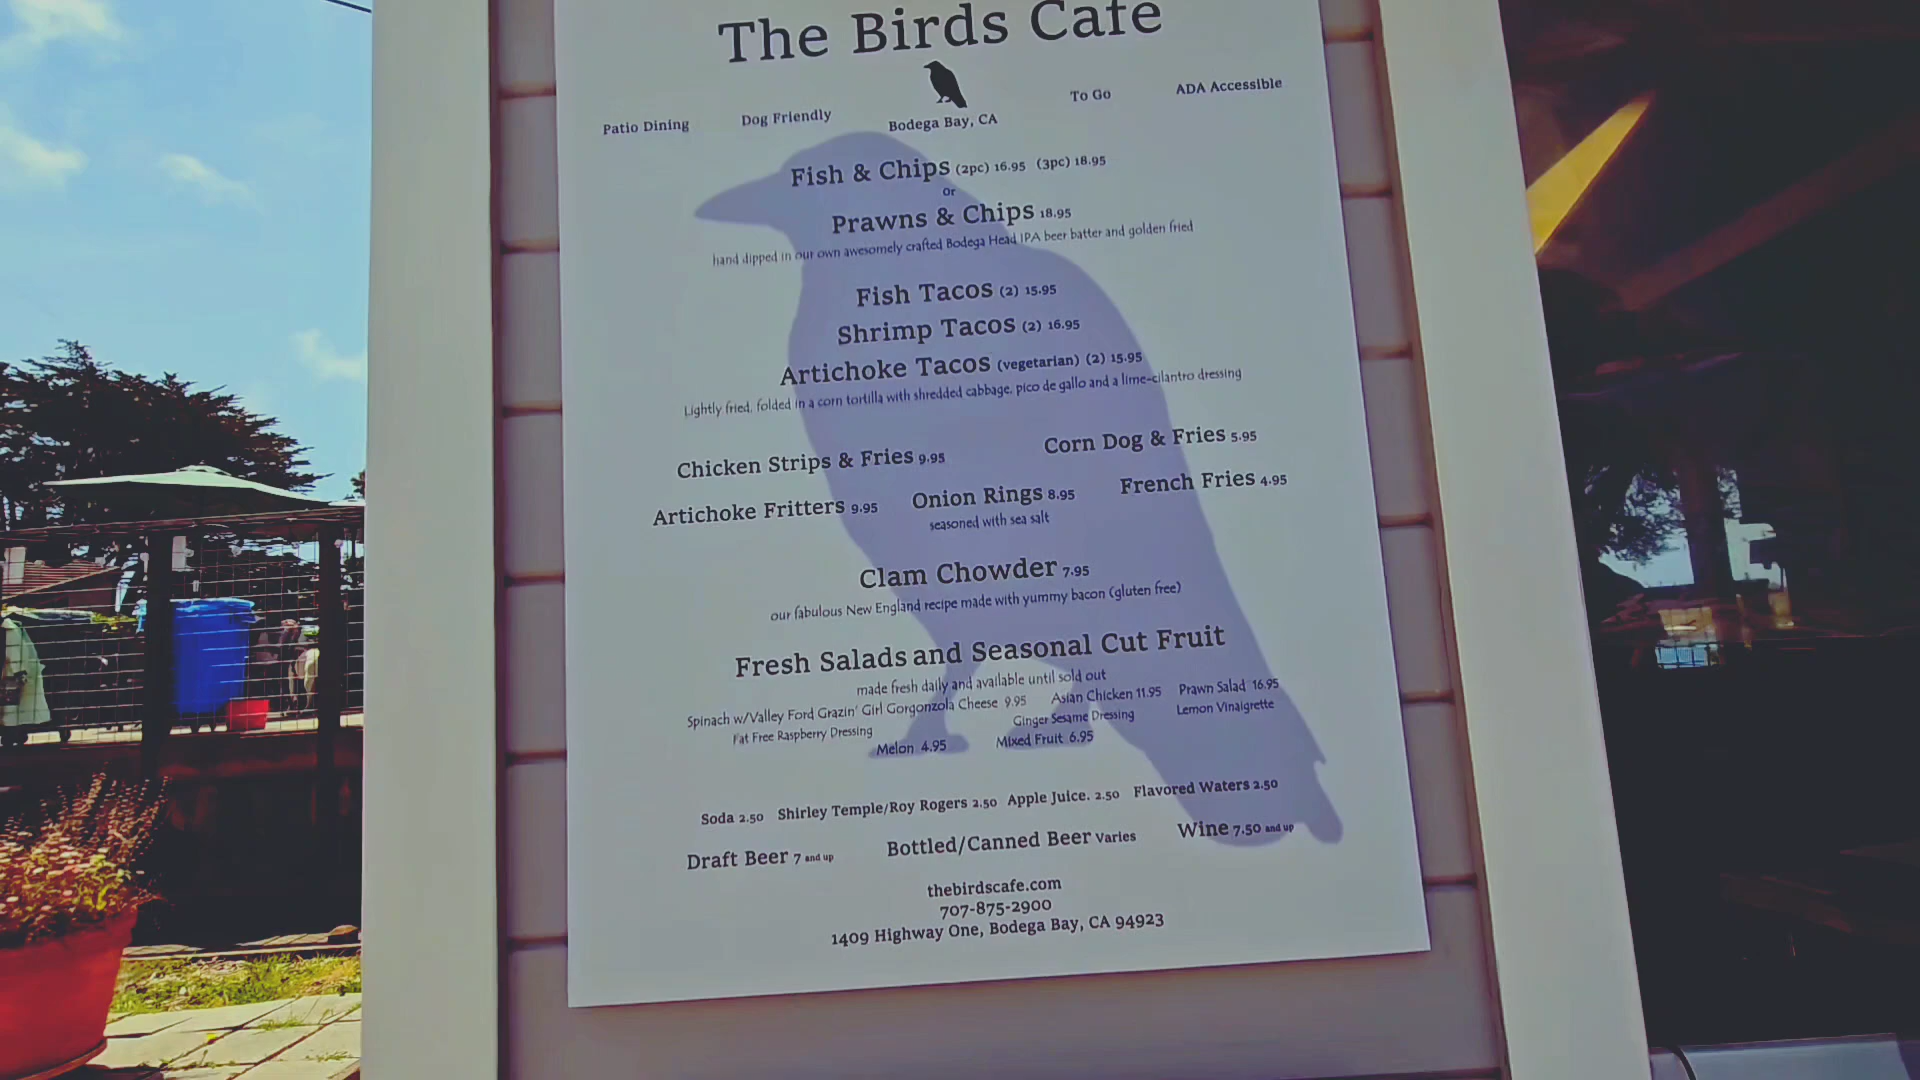 The Birds Cafe
Patio Dining Dog Friendly Bodega Bay, CA To Go ADA Accessible
Fish & Chips (2pc) 16.95 (3pc) 18.95
or
Prawns & Chips 18.95
hand dipped in our own awesomely crafted Bodega Head IPA beer batter and golden fried
Fish Tacos (2) 15.95
Shrimp Tacos (2) 16.95
Artichoke Tacos (vegetarian) (2) 15.95
Lightly fried, folded in a corn tortilla with shredded cabbage, pico de gallo and a lime-cilantro dressing
Chicken Strips & Fries 9.95 Corn Dog & Fries 5.95
Artichoke Fritters 9.95 Onion Rings 8.95 French Fries 4.95
seasoned with sea salt
Clam Chowder 7.95
our fabulous New England recipe made with yummy bacon (gluten free)
Fresh Salads and Seasonal Cut Fruit
made fresh daily and available until sold out
Spinach w/Valley Ford Grazin' Girl Gorgonzola Cheese 9.95 Asian Chicken 11.95 Prawn Salad 16.95
Fat Free Raspberry Dressing Ginger Sesame Dressing Lemon Vinaigrette
Melon 4.95 Mixed Fruit 6.95
Soda 2.50 Shirley Temple/Roy Rogers 2.50 Apple Juice. 2.50 Flavored Waters 2.50
Draft Beer 7 and up Bottled/Canned Beer Varies Wine 7.50 and up
thebirdscafe.com
707-875-2900
1409 Highway One, Bodega Bay, CA 94923